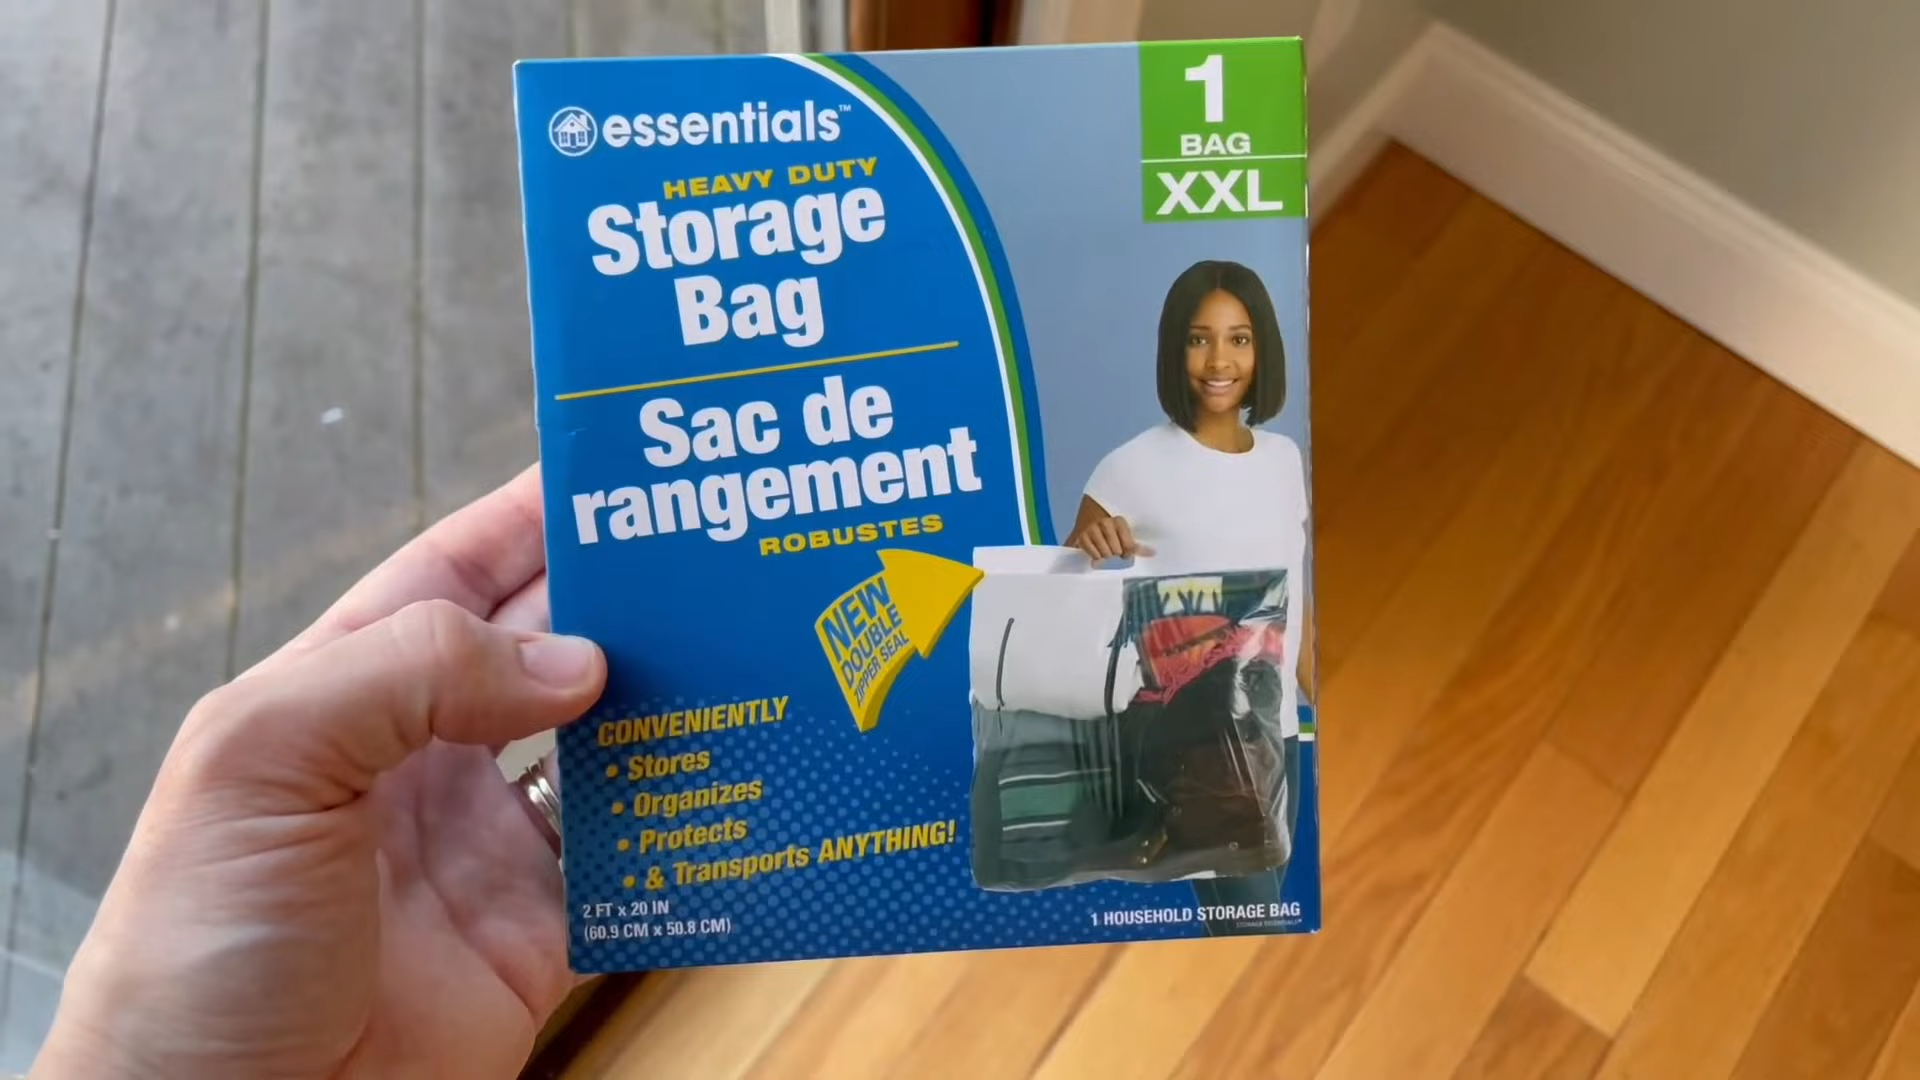 essentials™
HEAVY DUTY
Storage
Bag
Sac de
rangement
ROBUSTES
1
BAG
XXL
NEW
DOUBLE
ZIPPER SEAL
CONVENIENTLY
• Stores
• Organizes
• Protects
• & Transports ANYTHING!
2 FT x 20 IN
(60.9 CM x 50.8 CM)
1 HOUSEHOLD STORAGE BAG